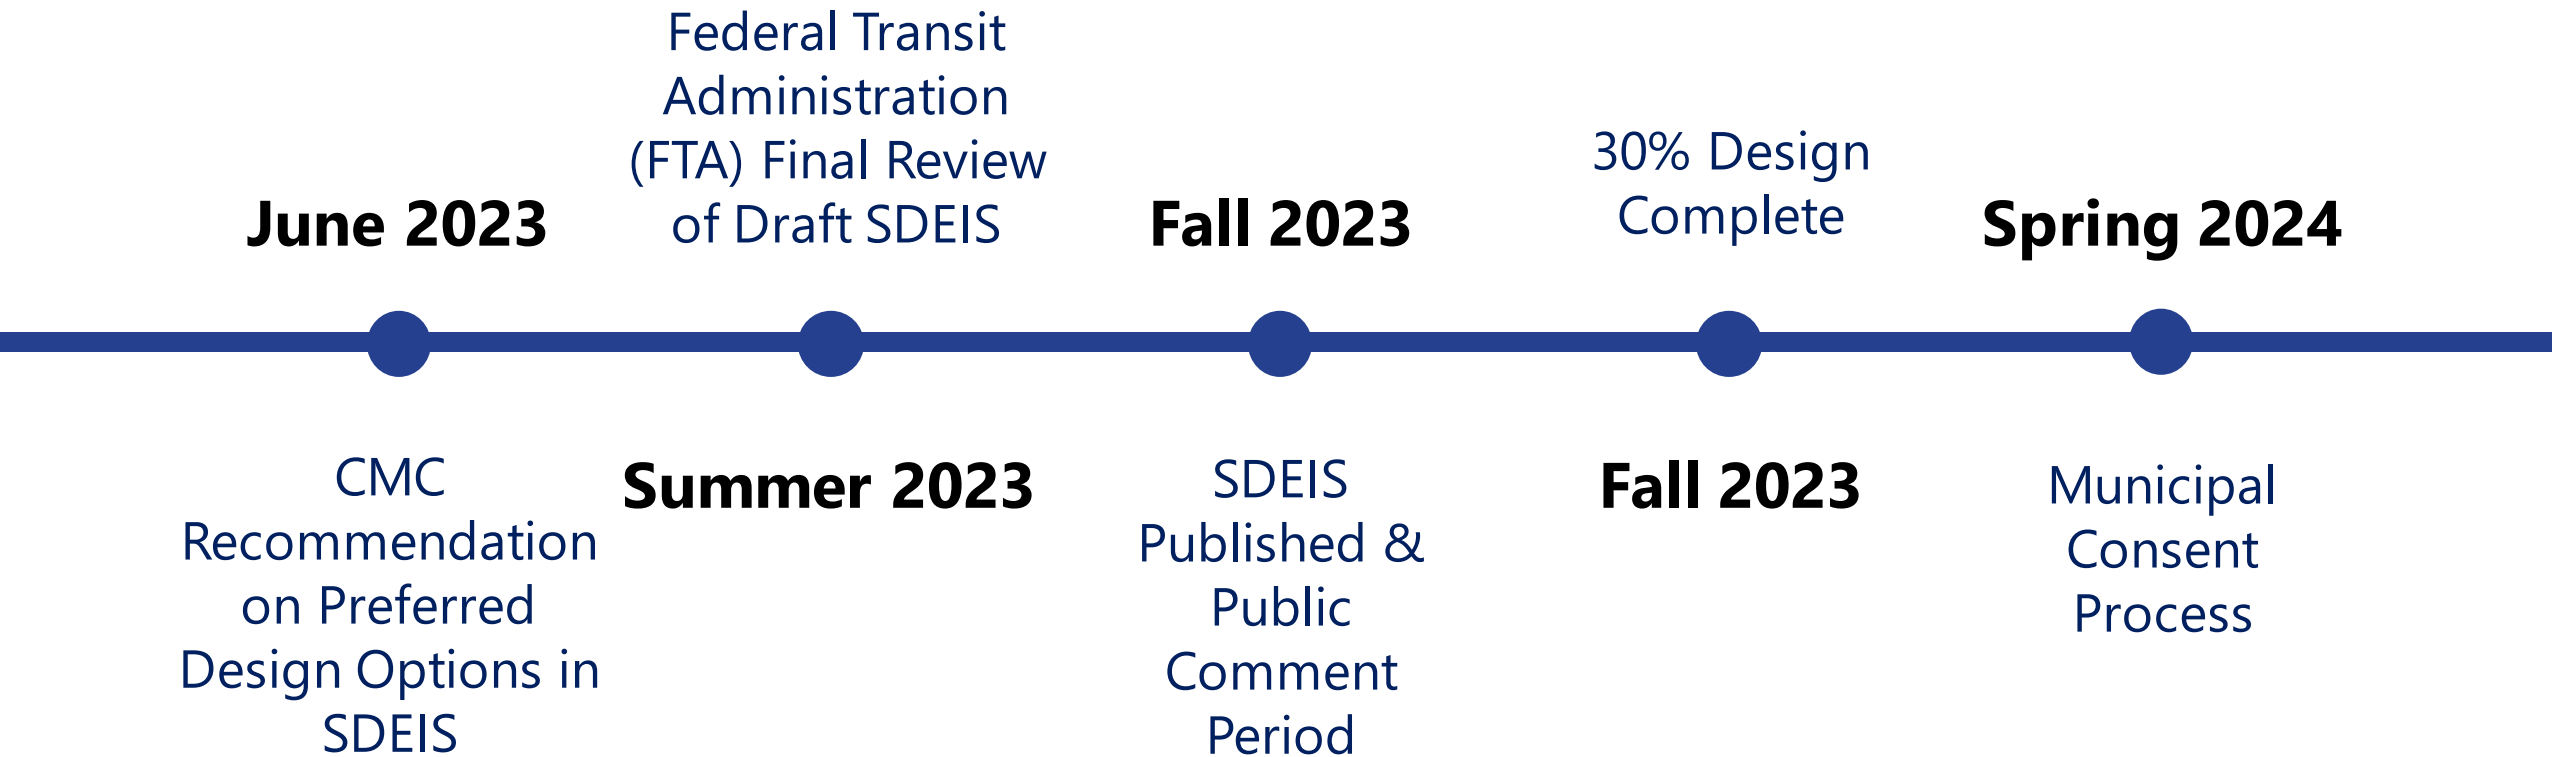 June 2023
CMC
Recommendation
on Preferred
Design Options in
SDEIS
Federal Transit
Administration
(FTA) Final Review
of Draft SDEIS
Summer 2023
Fall 2023
SDEIS
Published &
Public
Comment
Period
30% Design
Complete
Fall 2023
Spring 2024
Municipal
Consent
Process